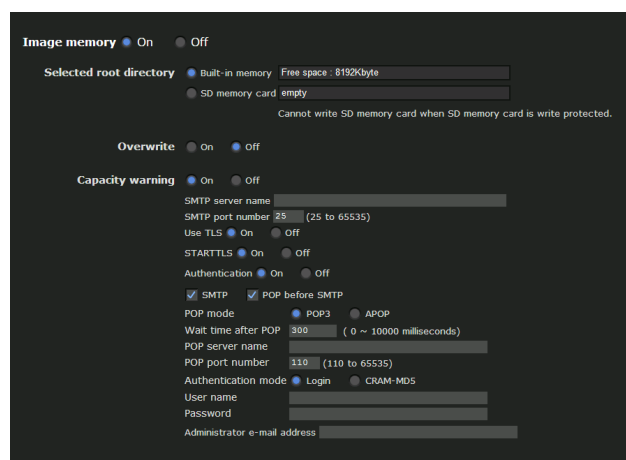 Image memory On Off
Selected root directory Built-in memory Free space : 8192Kbyte
SD memory card empty
Cannot write SD memory card when SD memory card is write protected.
Overwrite On Off
Capacity warning On Off
SMTP server name
SMTP port number 25 (25 to 65535)
Use TLS On Off
STARTTLS On Off
Authentication On Off
SMTP POP before SMTP
POP mode POP3 APOP
Wait time after POP 300 ( 0 ~ 10000 milliseconds)
POP server name
POP port number 110 (110 to 65535)
Authentication mode Login CRAM-MD5
User name
Password
Administrator e-mail address